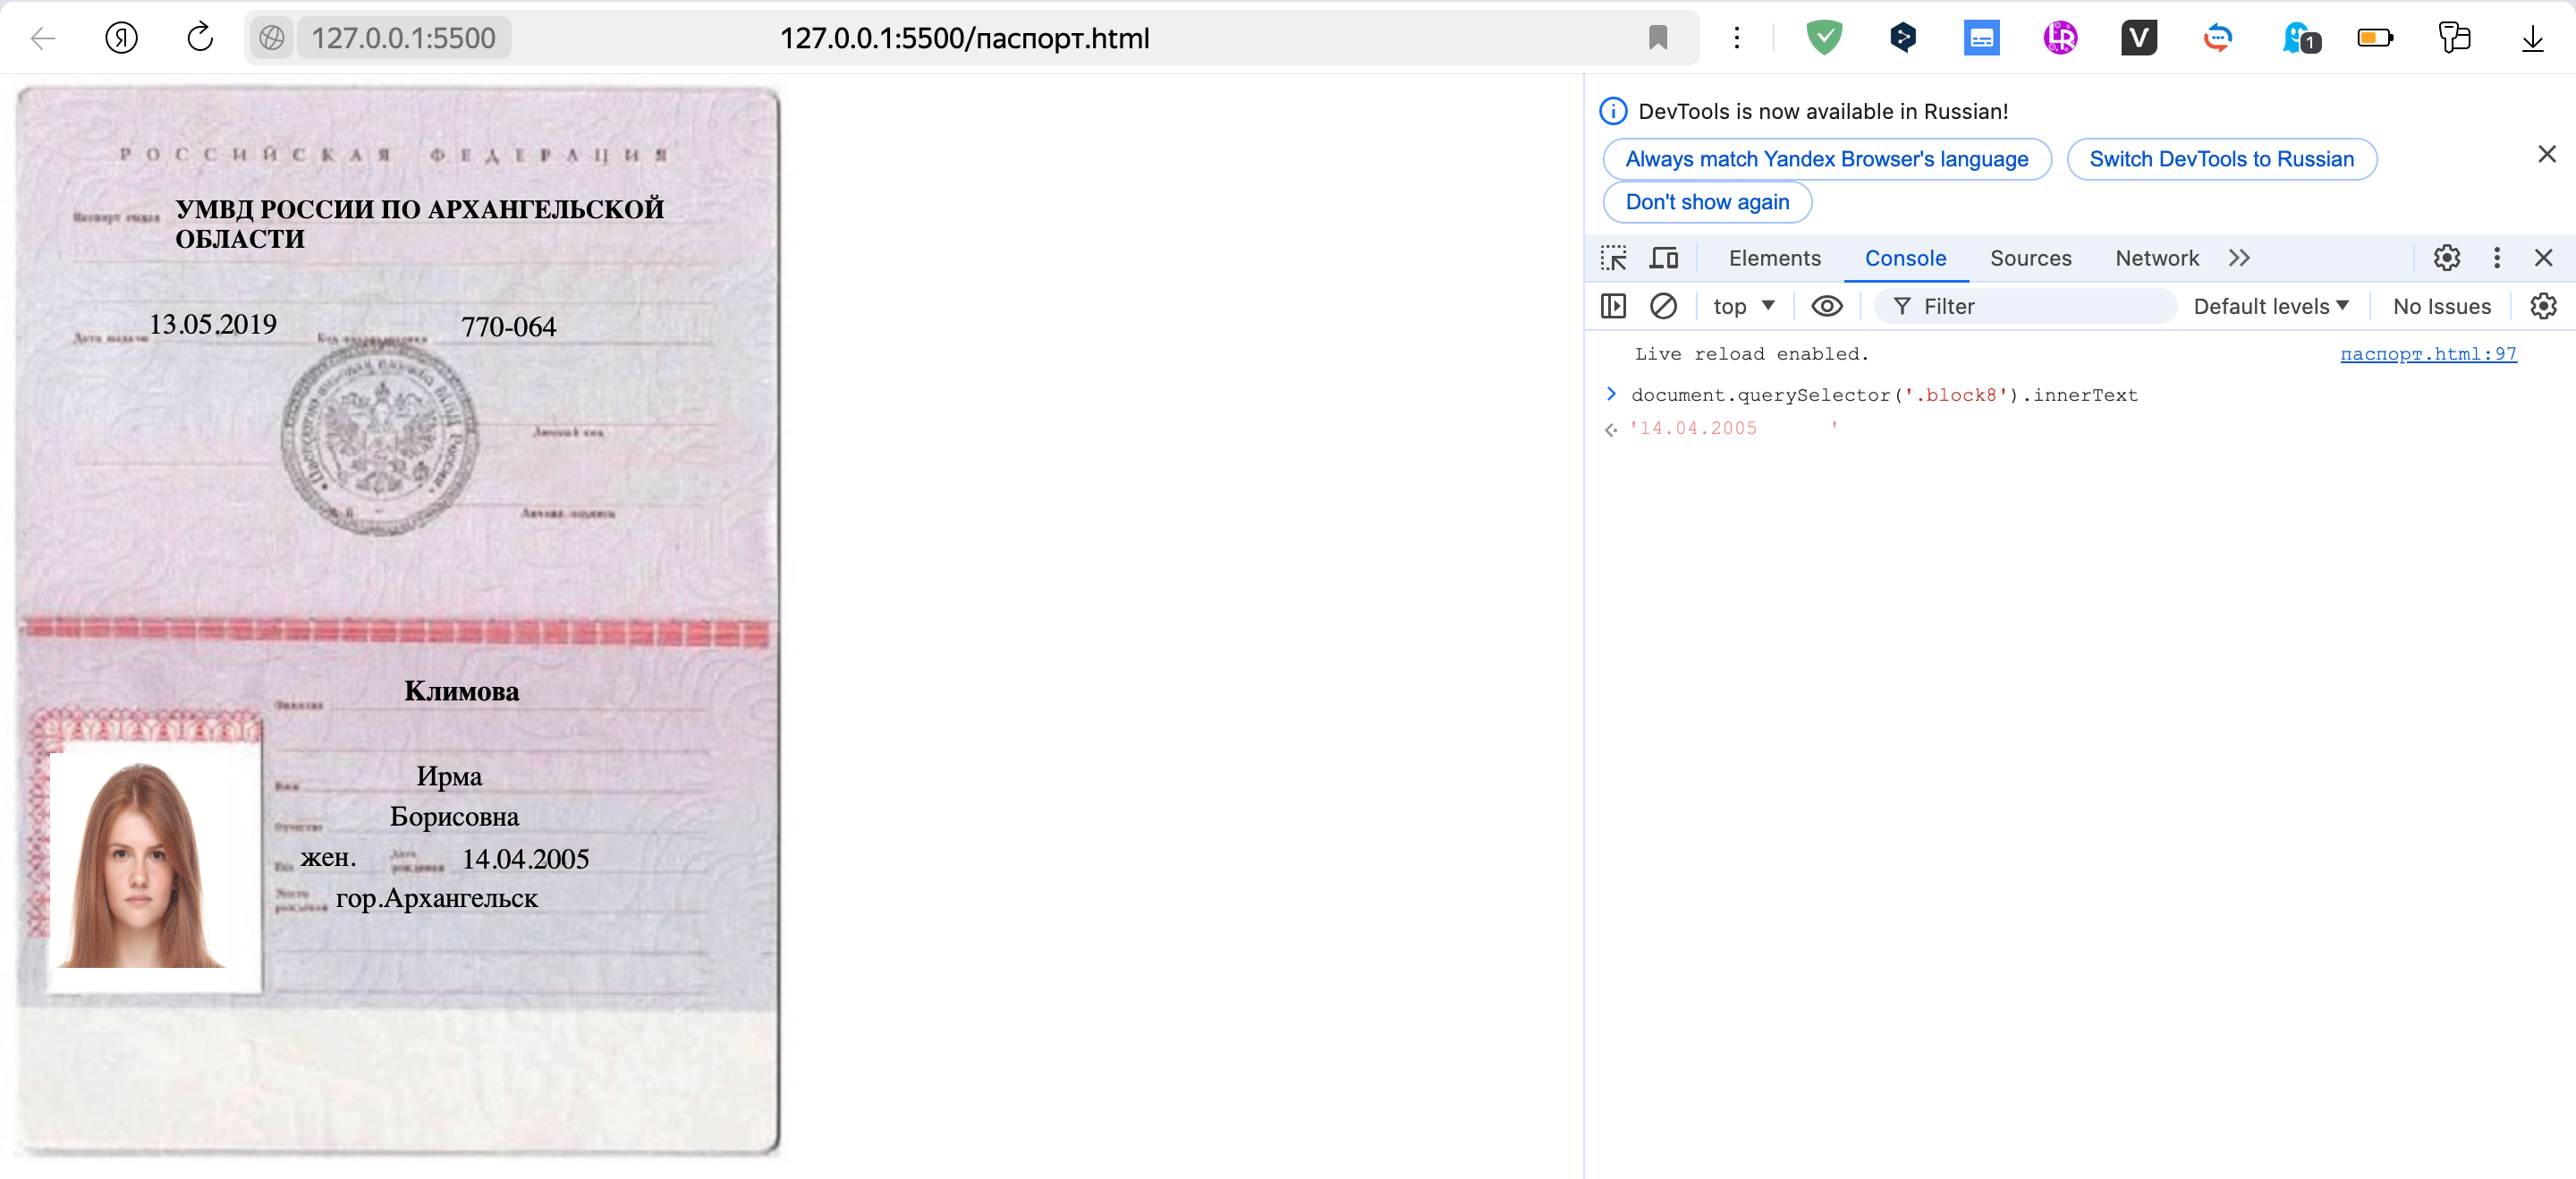 127.0.0.1:5500
127.0.0.1:5500/паспорт.html
1
РОССИЙСКАЯ ФЕДЕРАЦИЯ
Паспорт выдан УМВД РОССИИ ПО АРХАНГЕЛЬСКОЙ
ОБЛАСТИ
Дата выдачи 13.05.2019 Код подразделения 770-064
Личный код
Личная подпись
Фамилия Климова
Имя Ирма
Отчество Борисовна
Пол жен. Дата рождения 14.04.2005
Место рождения гор.Архангельск
DevTools is now available in Russian!
Always match Yandex Browser's language
Switch DevTools to Russian
Don't show again
Elements Console Sources Network
top Filter Default levels No Issues
Live reload enabled. паспорт.html:97
document.querySelector('.block8').innerText
'14.04.2005 '